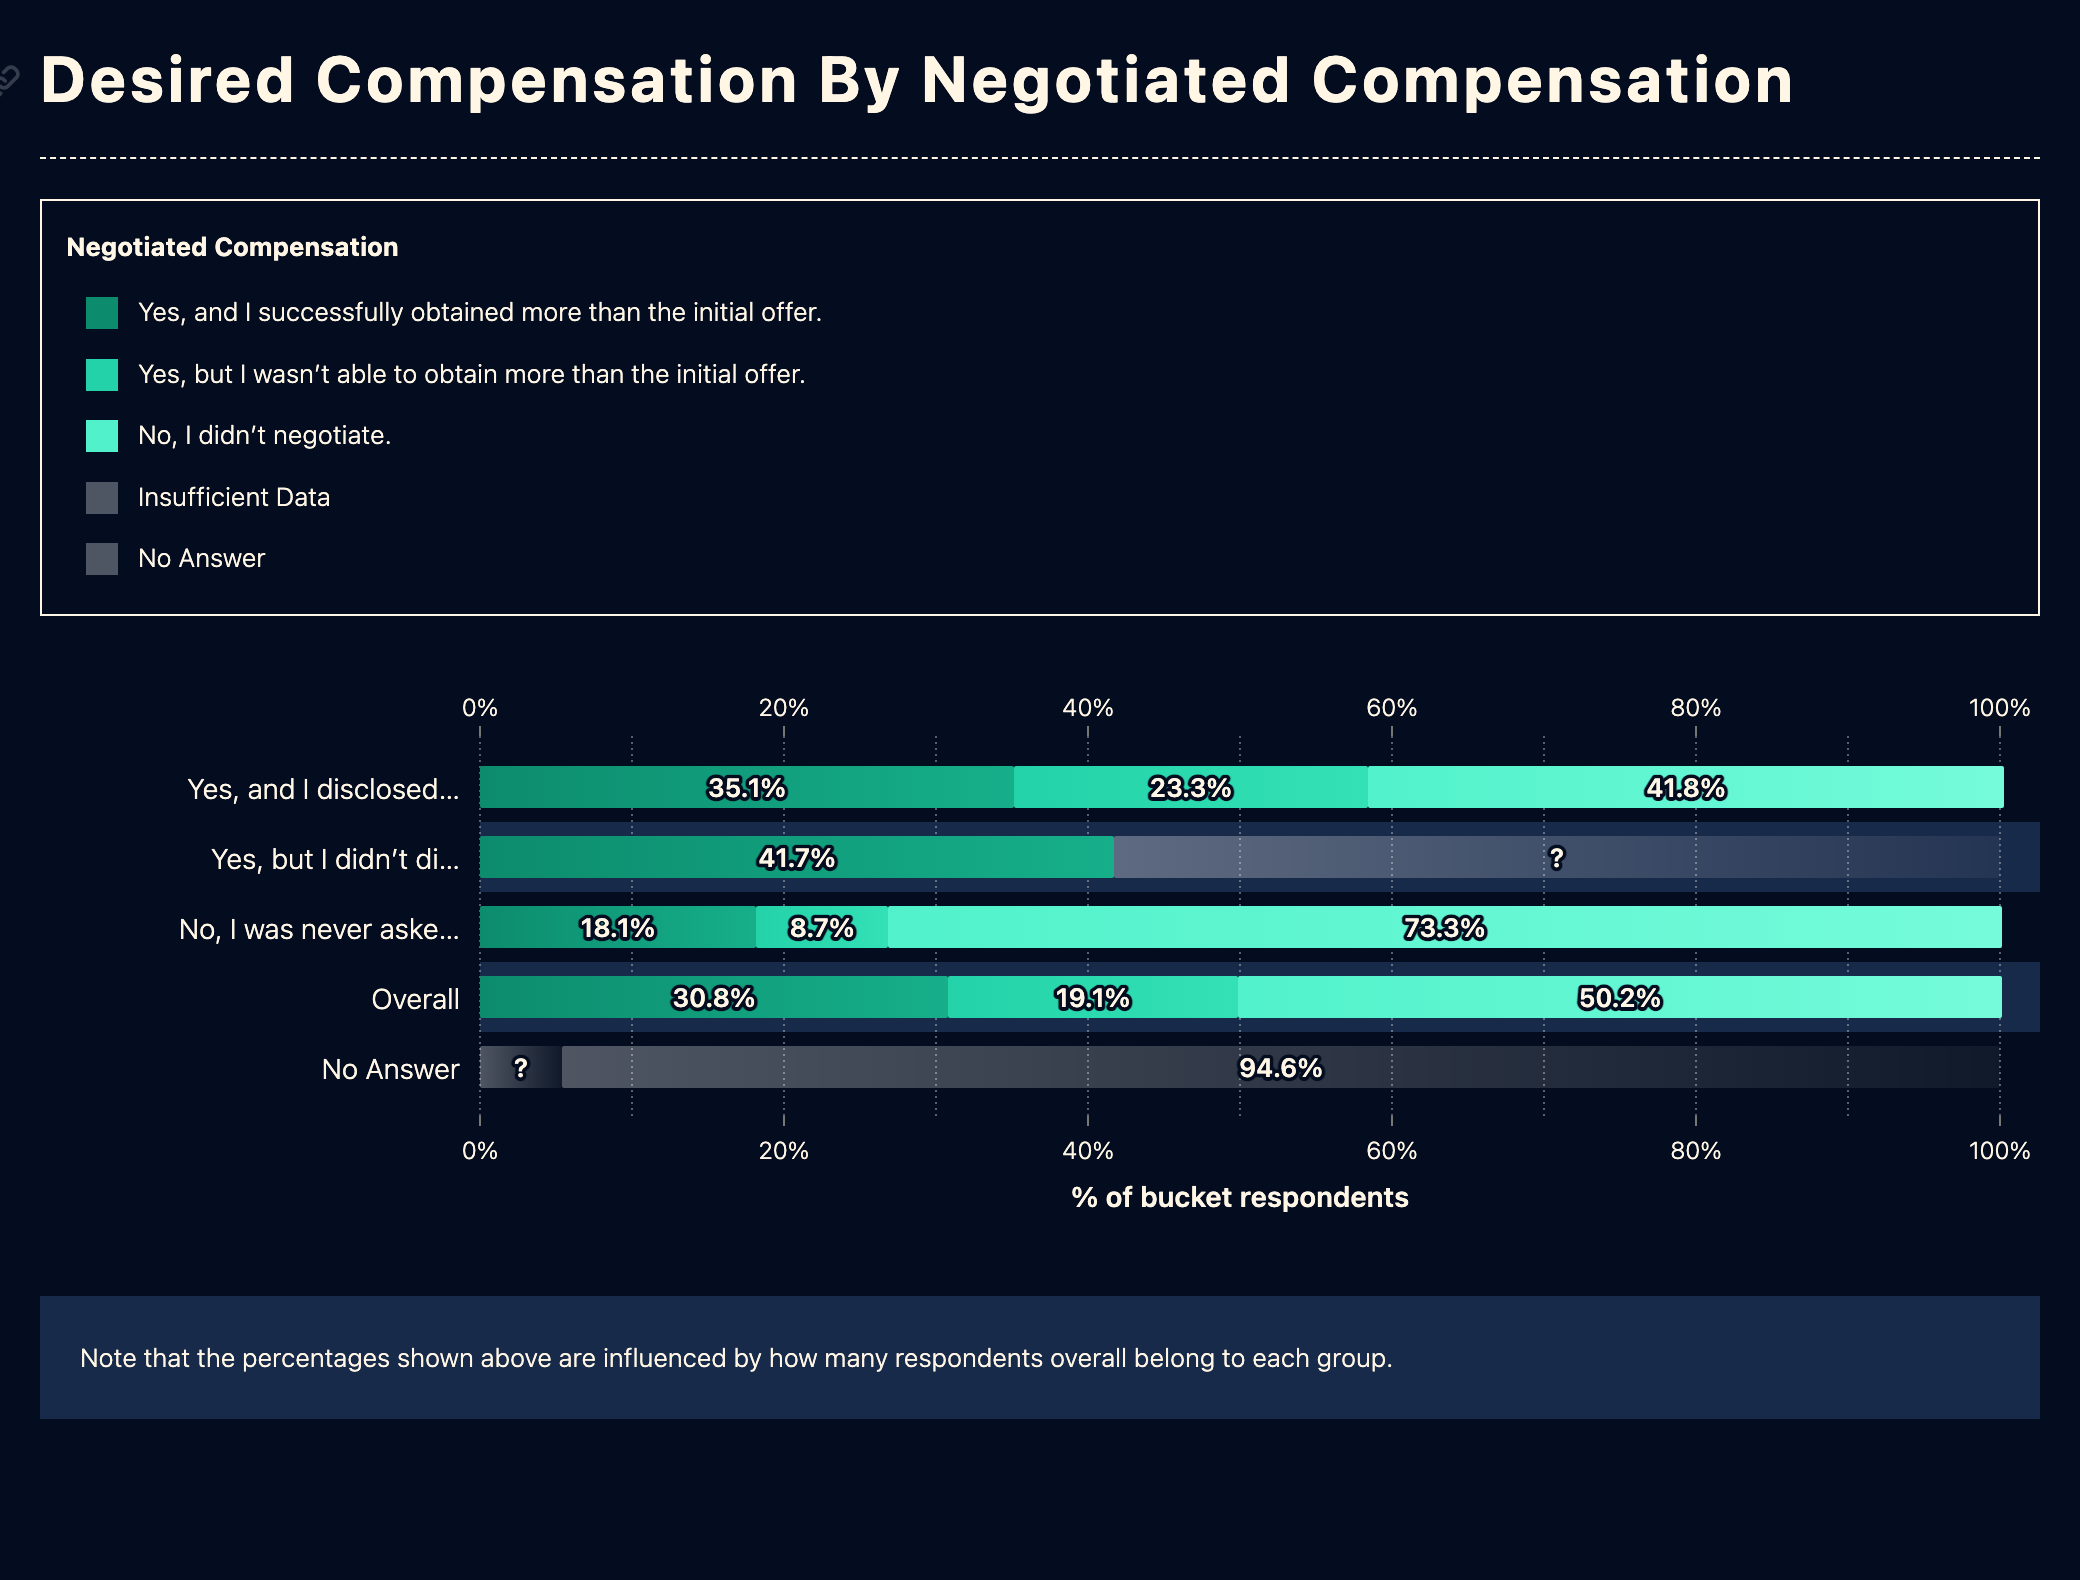 Desired Compensation By Negotiated Compensation
Negotiated Compensation
Yes, and I successfully obtained more than the initial offer.
Yes, but I wasn’t able to obtain more than the initial offer.
No, I didn’t negotiate.
Insufficient Data
No Answer
0% 20% 40% 60% 80% 100%
Yes, and I disclosed... 35.1% 23.3% 41.8%
Yes, but I didn’t di... 41.7% ?
No, I was never aske... 18.1% 8.7% 73.3%
Overall 30.8% 19.1% 50.2%
No Answer ? 94.6%
0% 20% 40% 60% 80% 100%
% of bucket respondents
Note that the percentages shown above are influenced by how many respondents overall belong to each group.